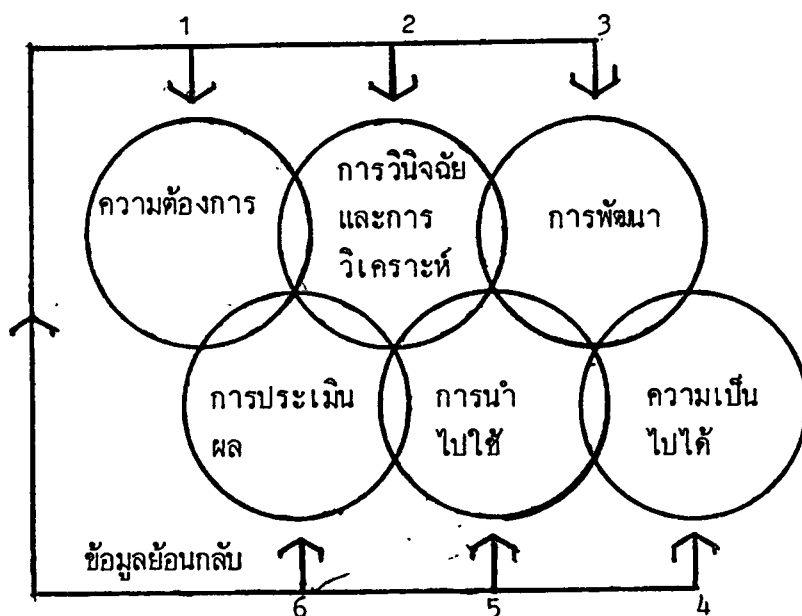 1 2 3
ความต้องการ
การวินิจฉัย
และการ
วิเคราะห์
การพัฒนา
การประเมิน
ผล
การนำ
ไปใช้
ความเป็น
ไปได้
ข้อมูลย้อนกลับ
6 5 4